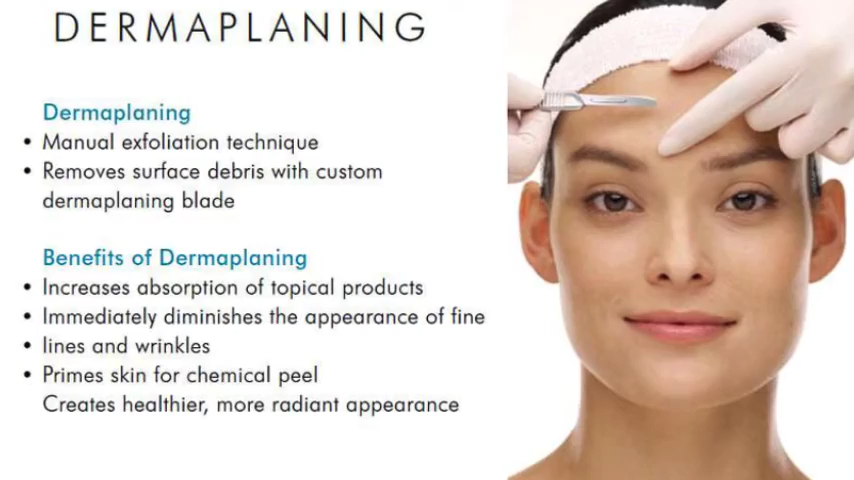 DERMAPLANING
Dermaplaning
• Manual exfoliation technique
• Removes surface debris with custom
dermaplaning blade
Benefits of Dermaplaning
• Increases absorption of topical products
• Immediately diminishes the appearance of fine
• lines and wrinkles
• Primes skin for chemical peel
Creates healthier, more radiant appearance